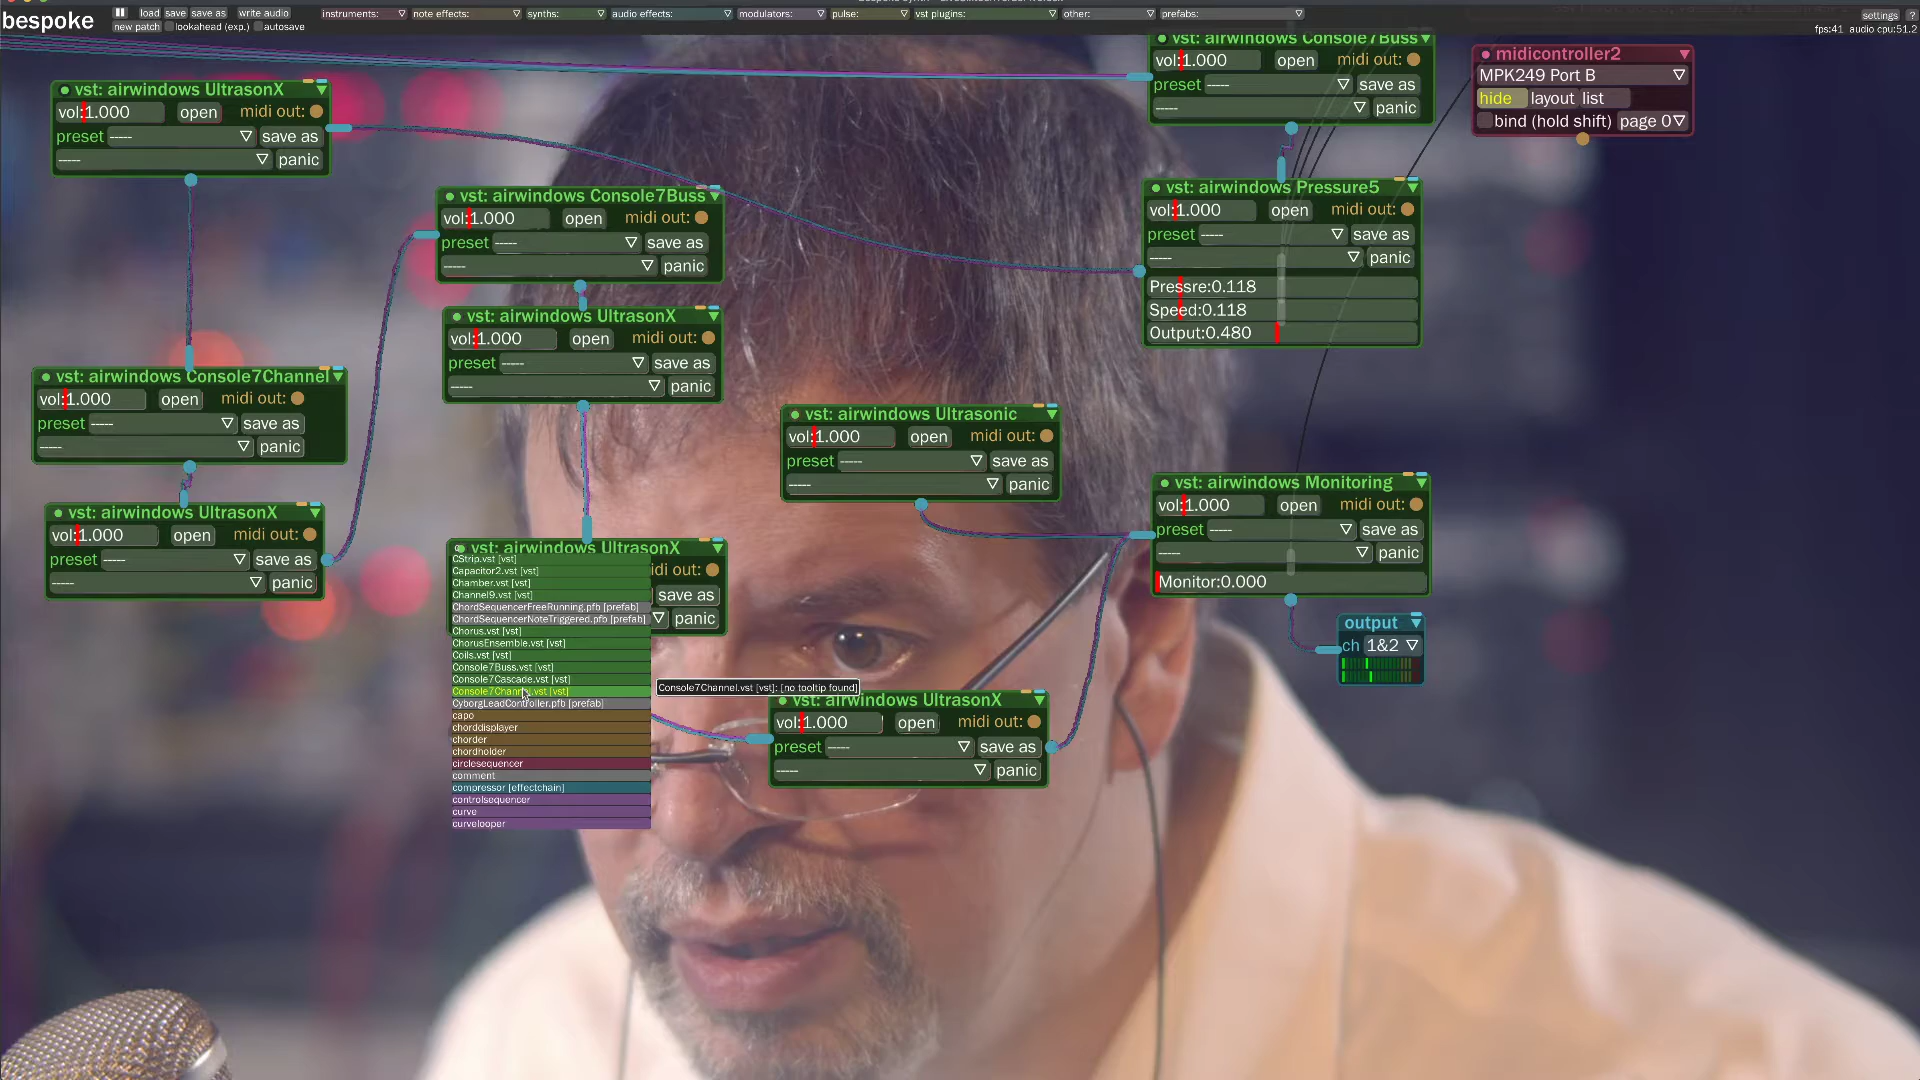 bespoke
load save save as write audio
new patch lookahead (exp.) autosave
instruments: note effects: synths: audio effects: modulators: pulse: vst plugins: other: prefabs:
settings ?
fps:41 audio cpu:51.2
vst: airwindows UltrasonX
vol:1.000 open midi out:
preset ----- save as
----- panic
vst: airwindows Console7Channel
vol:1.000 open midi out:
preset ----- save as
----- panic
vst: airwindows UltrasonX
vol:1.000 open midi out:
preset ----- save as
----- panic
vst: airwindows Console7Buss
vol:1.000 open midi out:
preset ----- save as
----- panic
vst: airwindows UltrasonX
vol:1.000 open midi out:
preset ----- save as
----- panic
vst: airwindows UltrasonX
idi out:
save as
panic
CStrip.vst [vst]
Capacitor2.vst [vst]
Chamber.vst [vst]
Channel9.vst [vst]
ChordSequencerFreeRunning.pfb [prefab]
ChordSequencerNoteTriggered.pfb [prefab]
Chorus.vst [vst]
ChorusEnsemble.vst [vst]
Coils.vst [vst]
Console7Buss.vst [vst]
Console7Cascade.vst [vst]
Console7Channel.vst [vst]
CyborgLeadController.pfb [prefab]
capo
chorddisplayer
chorder
chordholder
circlesequencer
comment
compressor [effectchain]
controlsequencer
curve
curvelooper
Console7Channel.vst [vst]: [no tooltip found]
vst: airwindows Ultrasonic
vol:1.000 open midi out:
preset ----- save as
----- panic
vst: airwindows UltrasonX
vol:1.000 open midi out:
preset ----- save as
----- panic
vst: airwindows Console7Buss
vol:1.000 open midi out:
preset ----- save as
----- panic
vst: airwindows Pressure5
vol:1.000 open midi out:
preset ----- save as
----- panic
Pressre:0.118
Speed:0.118
Output:0.480
vst: airwindows Monitoring
vol:1.000 open midi out:
preset ----- save as
----- panic
Monitor:0.000
output
ch 1&2
midicontroller2
MPK249 Port B
hide layout list
bind (hold shift) page 0